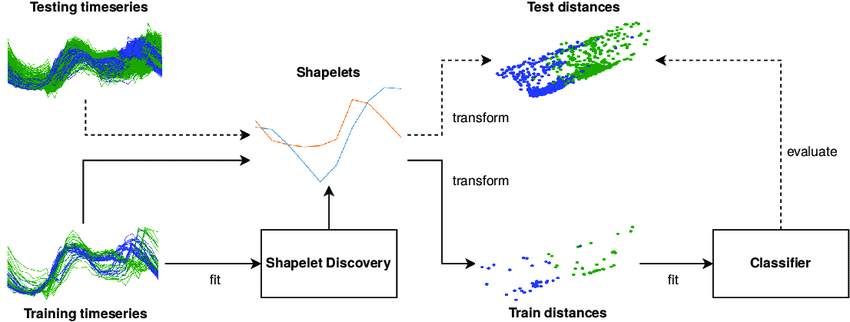 Testing timeseries
Test distances
Shapelets
transform
evaluate
transform
Shapelet Discovery
Classifier
fit
fit
Training timeseries
Train distances